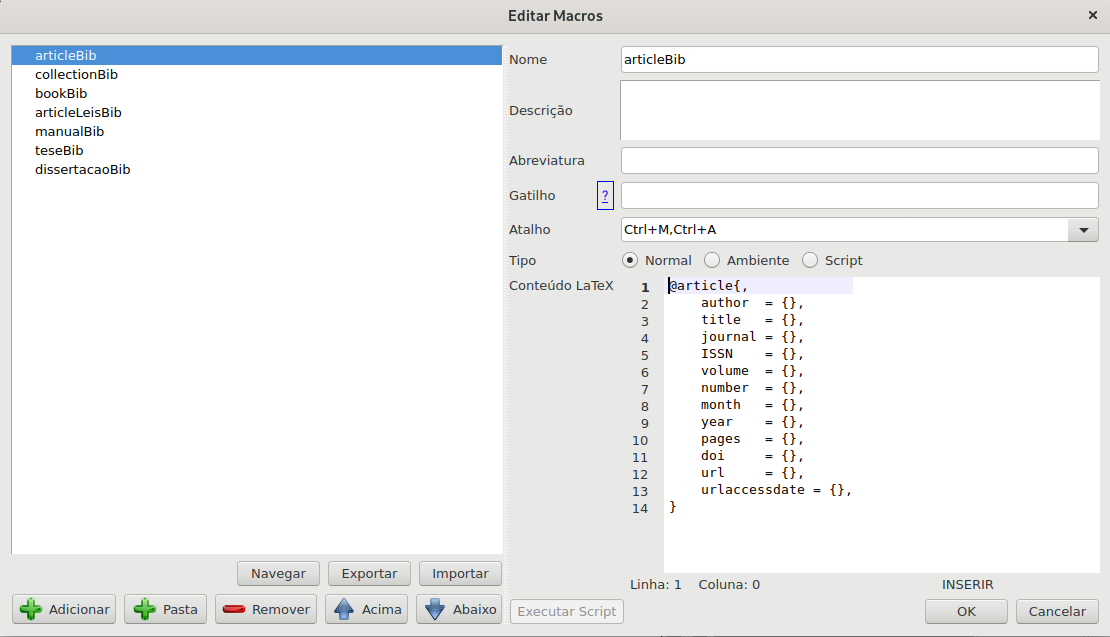 Editar Macros
×
articleBib
collectionBib
bookBib
articleLeisBib
manualBib
teseBib
dissertacaoBib
Navegar Exportar Importar
Adicionar Pasta Remover Acima Abaixo
Nome articleBib
Descrição
Abreviatura
Gatilho ?
Atalho Ctrl+M,Ctrl+A
Tipo Normal Ambiente Script
Conteúdo LaTeX
1 @article{,
2     author  = {},
3     title   = {},
4     journal = {},
5     ISSN    = {},
6     volume  = {},
7     number  = {},
8     month   = {},
9     year    = {},
10     pages   = {},
11     doi     = {},
12     url     = {},
13     urlaccessdate = {},
14 }
Linha: 1 Coluna: 0 INSERIR
Executar Script OK Cancelar